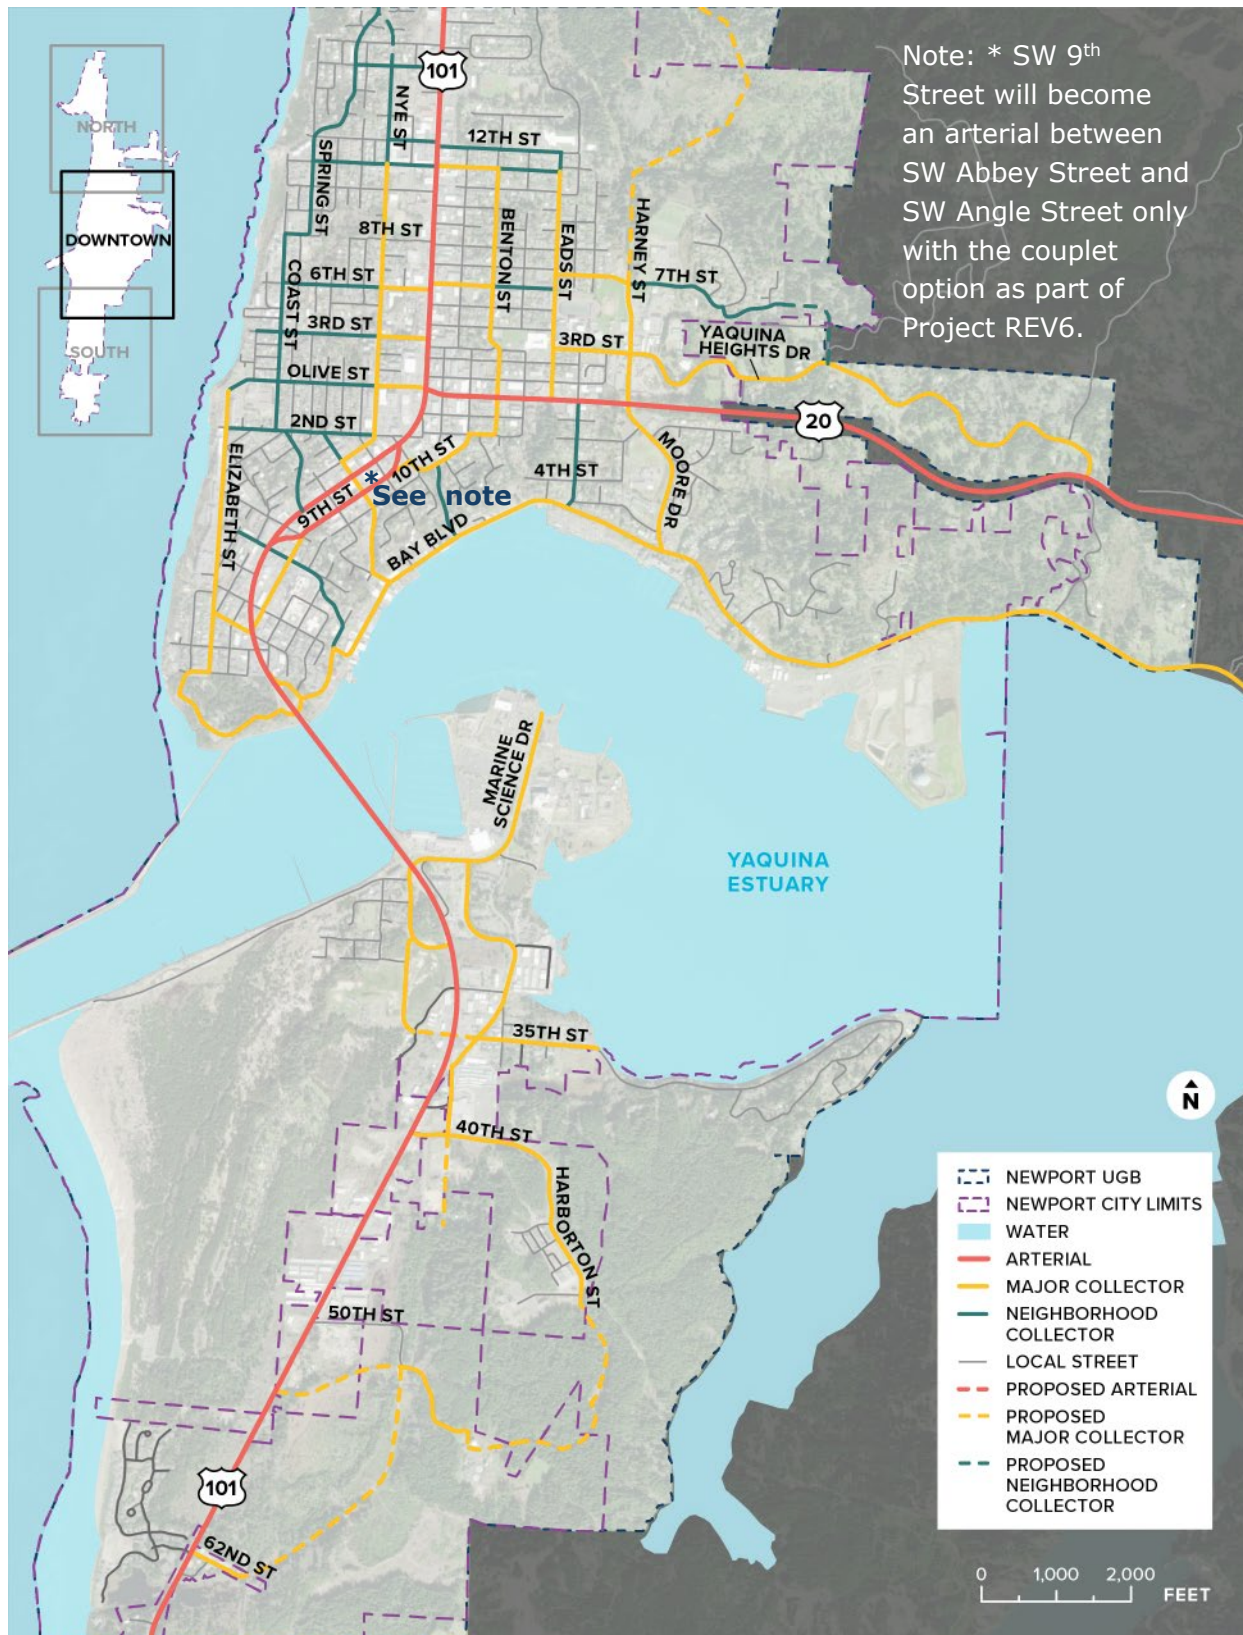 NORTH
DOWNTOWN
SOUTH
101
Note: * SW 9th
Street will become
an arterial between
SW Abbey Street and
SW Angle Street only
with the couplet
option as part of
Project REV6.
NYE ST
12TH ST
SPRING ST
8TH ST
BENTON ST
EADS ST
HARNEY ST
6TH ST
7TH ST
COAST ST
3RD ST
3RD ST
YAQUINA
HEIGHTS DR
OLIVE ST
20
2ND ST
ELIZABETH ST
10TH ST
9TH ST
*
See note
4TH ST
MOORE DR
BAY BLVD
MARINE
SCIENCE DR
YAQUINA
ESTUARY
35TH ST
40TH ST
HARBORTON ST
50TH ST
101
62ND ST
N
NEWPORT UGB
NEWPORT CITY LIMITS
WATER
ARTERIAL
MAJOR COLLECTOR
NEIGHBORHOOD
COLLECTOR
LOCAL STREET
PROPOSED ARTERIAL
PROPOSED
MAJOR COLLECTOR
PROPOSED
NEIGHBORHOOD
COLLECTOR
0 1,000 2,000
FEET